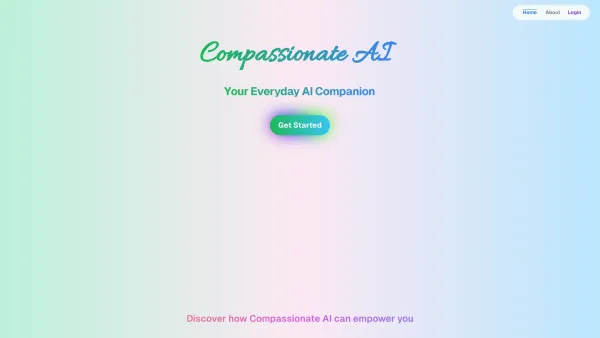 Home About Login
Compassionate AI
Your Everyday AI Companion
Get Started
Discover how Compassionate AI can empower you